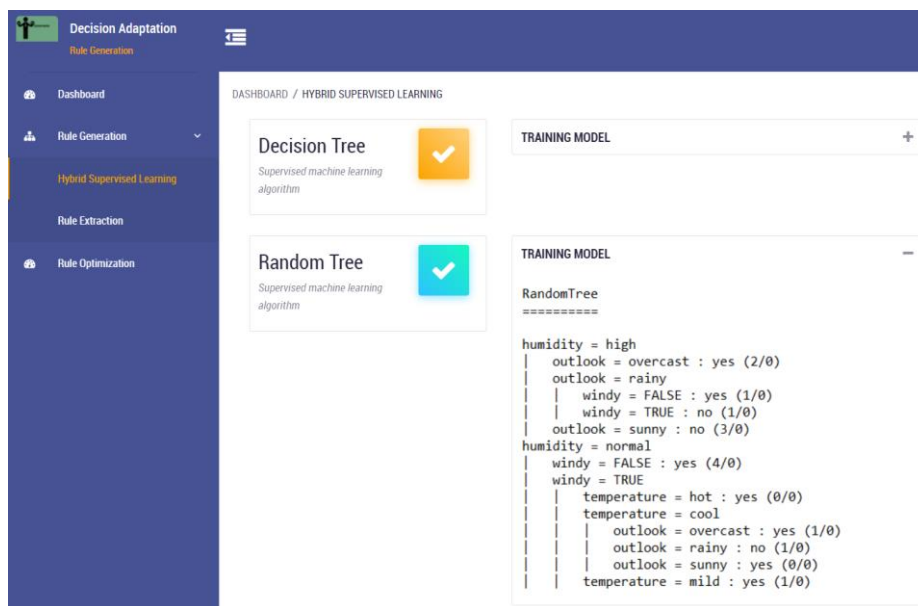 Decision Adaptation
Rule Generation
Dashboard
Rule Generation
Hybrid Supervised Learning
Rule Extraction
Rule Optimization
DASHBOARD / HYBRID SUPERVISED LEARNING
Decision Tree
Supervised machine learning
algorithm
TRAINING MODEL
Random Tree
Supervised machine learning
algorithm
TRAINING MODEL
RandomTree
==========
humidity = high
|   outlook = overcast : yes (2/0)
|   outlook = rainy
|   |   windy = FALSE : yes (1/0)
|   |   windy = TRUE : no (1/0)
|   outlook = sunny : no (3/0)
humidity = normal
|   windy = FALSE : yes (4/0)
|   windy = TRUE
|   |   temperature = hot : yes (0/0)
|   |   temperature = cool
|   |   |   outlook = overcast : yes (1/0)
|   |   |   outlook = rainy : no (1/0)
|   |   |   outlook = sunny : yes (0/0)
|   |   temperature = mild : yes (1/0)